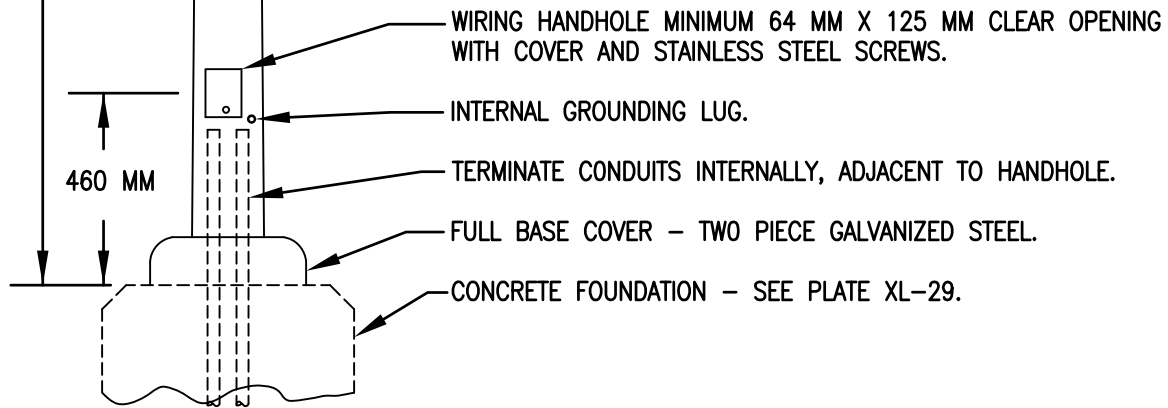 WIRING HANDHOLE MINIMUM 64 MM X 125 MM CLEAR OPENING
WITH COVER AND STAINLESS STEEL SCREWS.
INTERNAL GROUNDING LUG.
460 MM
TERMINATE CONDUITS INTERNALLY, ADJACENT TO HANDHOLE.
FULL BASE COVER – TWO PIECE GALVANIZED STEEL.
CONCRETE FOUNDATION – SEE PLATE XL–29.